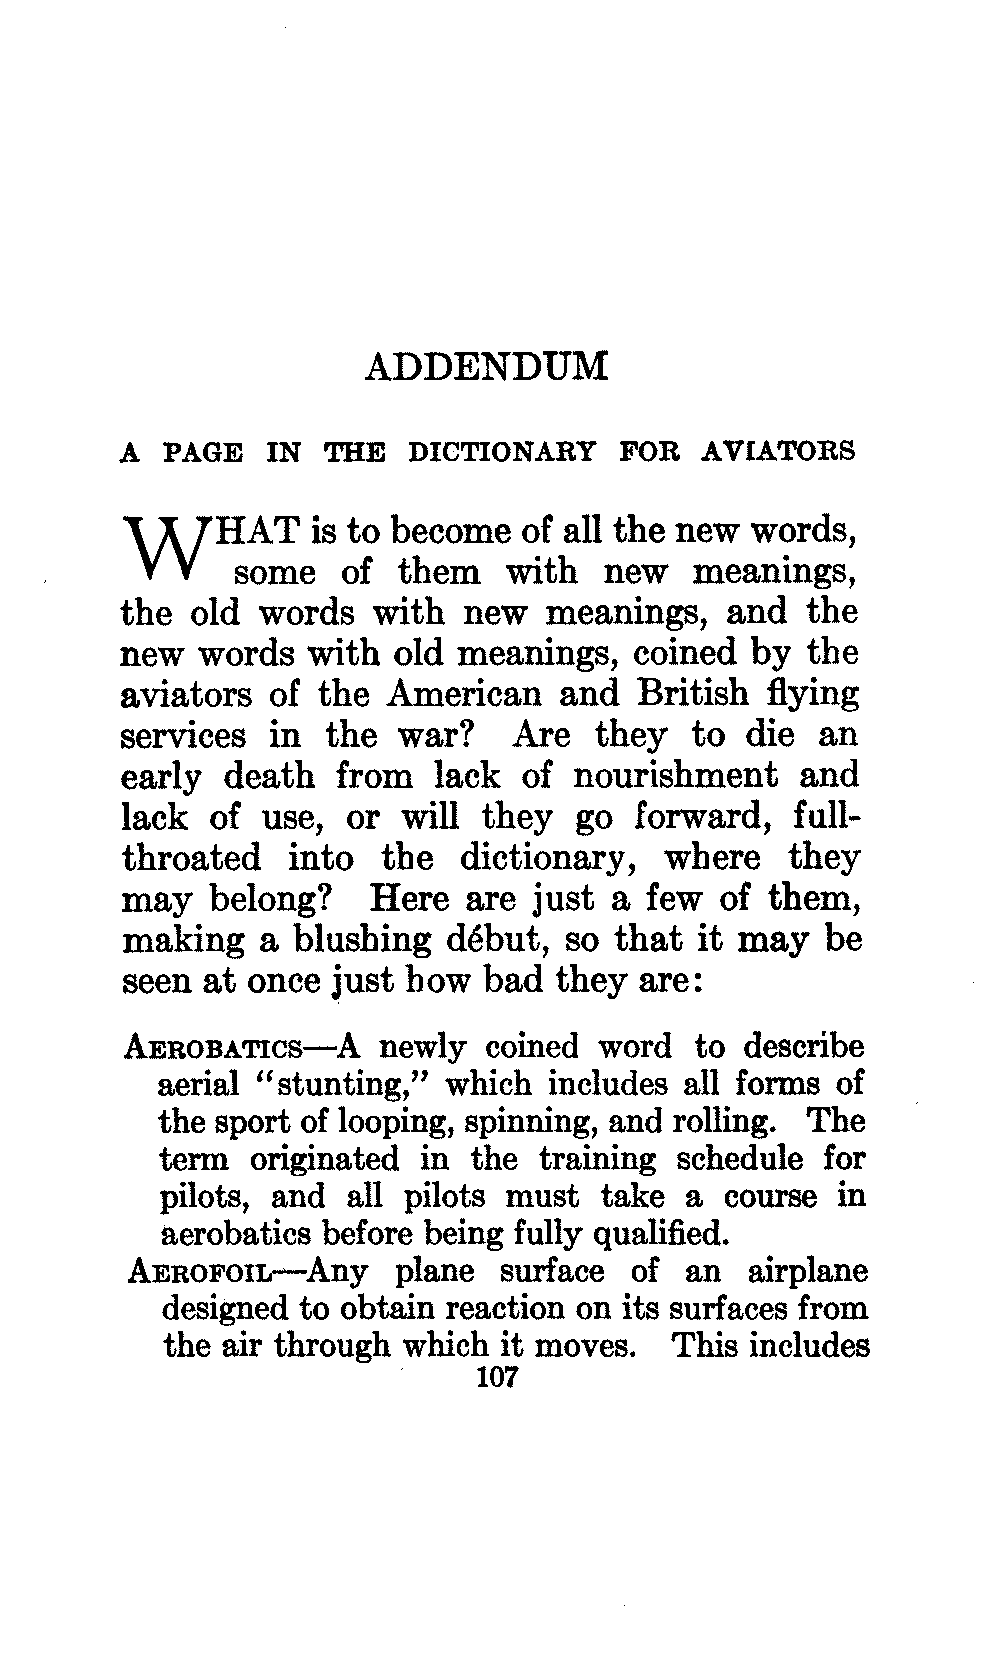 ADDENDUM
A PAGE IN THE DICTIONARY FOR AVIATORS
WHAT is to become of all the new words,
some of them with new meanings,
the old words with new meanings, and the
new words with old meanings, coined by the
aviators of the American and British flying
services in the war? Are they to die an
early death from lack of nourishment and
lack of use, or will they go forward, full-
throated into the dictionary, where they
may belong? Here are just a few of them,
making a blushing début, so that it may be
seen at once just how bad they are:
AEROBATICS—A newly coined word to describe
aerial "stunting," which includes all forms of
the sport of looping, spinning, and rolling. The
term originated in the training schedule for
pilots, and all pilots must take a course in
aerobatics before being fully qualified.
AEROFOIL—Any plane surface of an airplane
designed to obtain reaction on its surfaces from
the air through which it moves. This includes
107